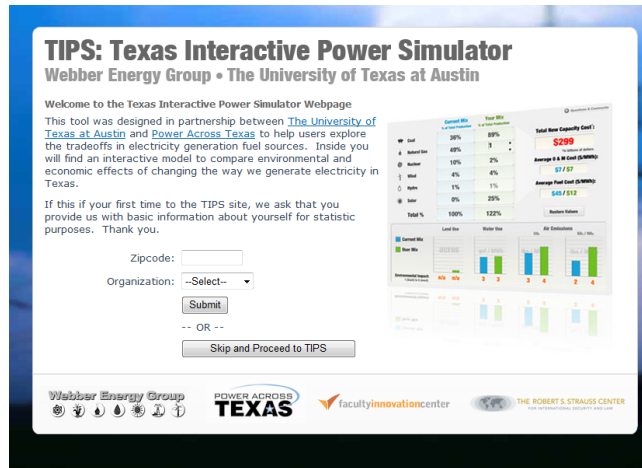 TIPS: Texas Interactive Power Simulator
Webber Energy Group • The University of Texas at Austin
Welcome to the Texas Interactive Power Simulator Webpage
This tool was designed in partnership between The University of
Texas at Austin and Power Across Texas to help users explore
the tradeoffs in electricity generation fuel sources. Inside you
will find an interactive model to compare environmental and
economic effects of changing the way we generate electricity in
Texas.
If this if your first time to the TIPS site, we ask that you
provide us with basic information about yourself for statistic
purposes. Thank you.
Zipcode:
Organization: --Select--
Submit
-- OR --
Skip and Proceed to TIPS
Current Mix Your Mix
% of Total Production % of Total Production
Coal 36% 89%
Natural Gas 49%
Nuclear 10% 2%
Wind 4% 4%
Hydro 1% 1%
Solar 0% 25%
Total % 100% 122%
Total New Capacity Cost:
$299
Average O & M Cost ($/MWh):
$7 / $7
Average Fuel Cost ($/MWh):
$45 / $12
Restore Values
Land Use Water Use Air Emissions
Current Mix
Your Mix
Environmental Impact
n/a n/a 3 3 3 4 2 4
Webber Energy Group
POWER ACROSS
TEXAS
facultyinnovationcenter
THE ROBERT S. STRAUSS CENTER
FOR INTERNATIONAL SECURITY AND LAW